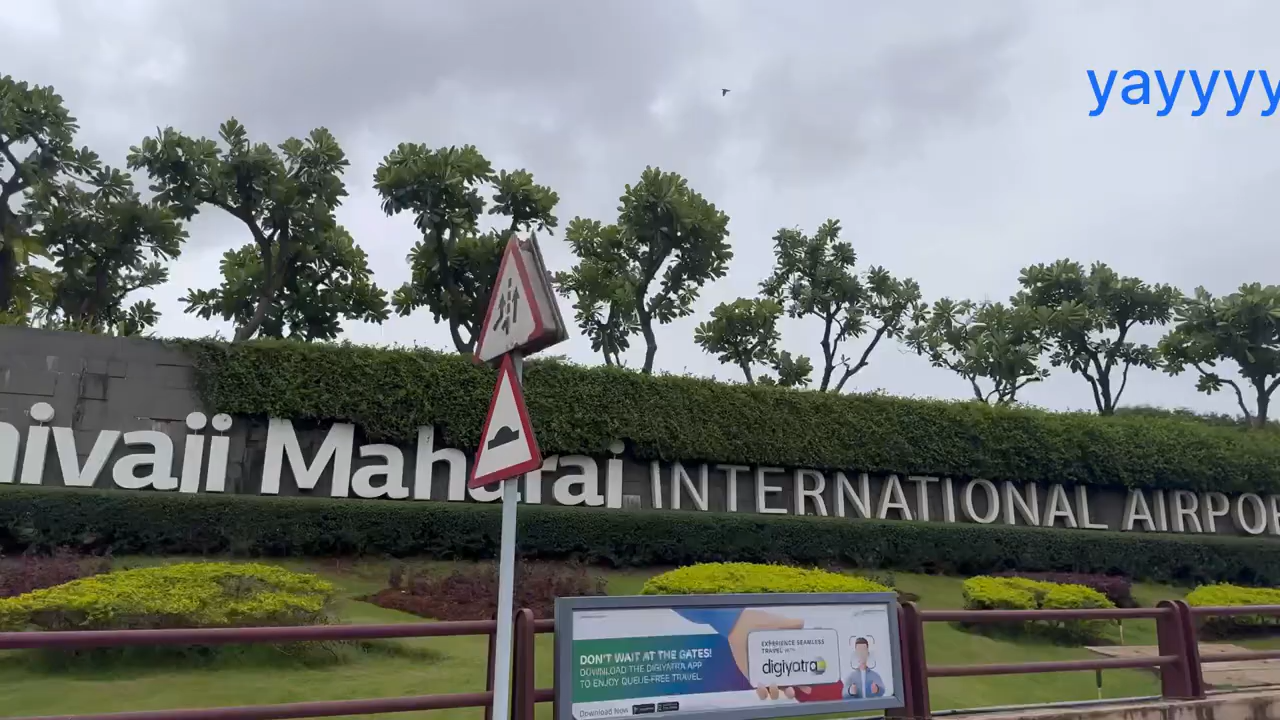 yayyyy
hivaji Maharaj INTERNATIONAL AIRPOR
DON'T WAIT AT THE GATES!
DOWNLOAD THE DIGIYATRA APP
TO ENJOY QUEUE-FREE TRAVEL.
Download Now
EXPERIENCE SEAMLESS
TRAVEL WITH
digiyatra